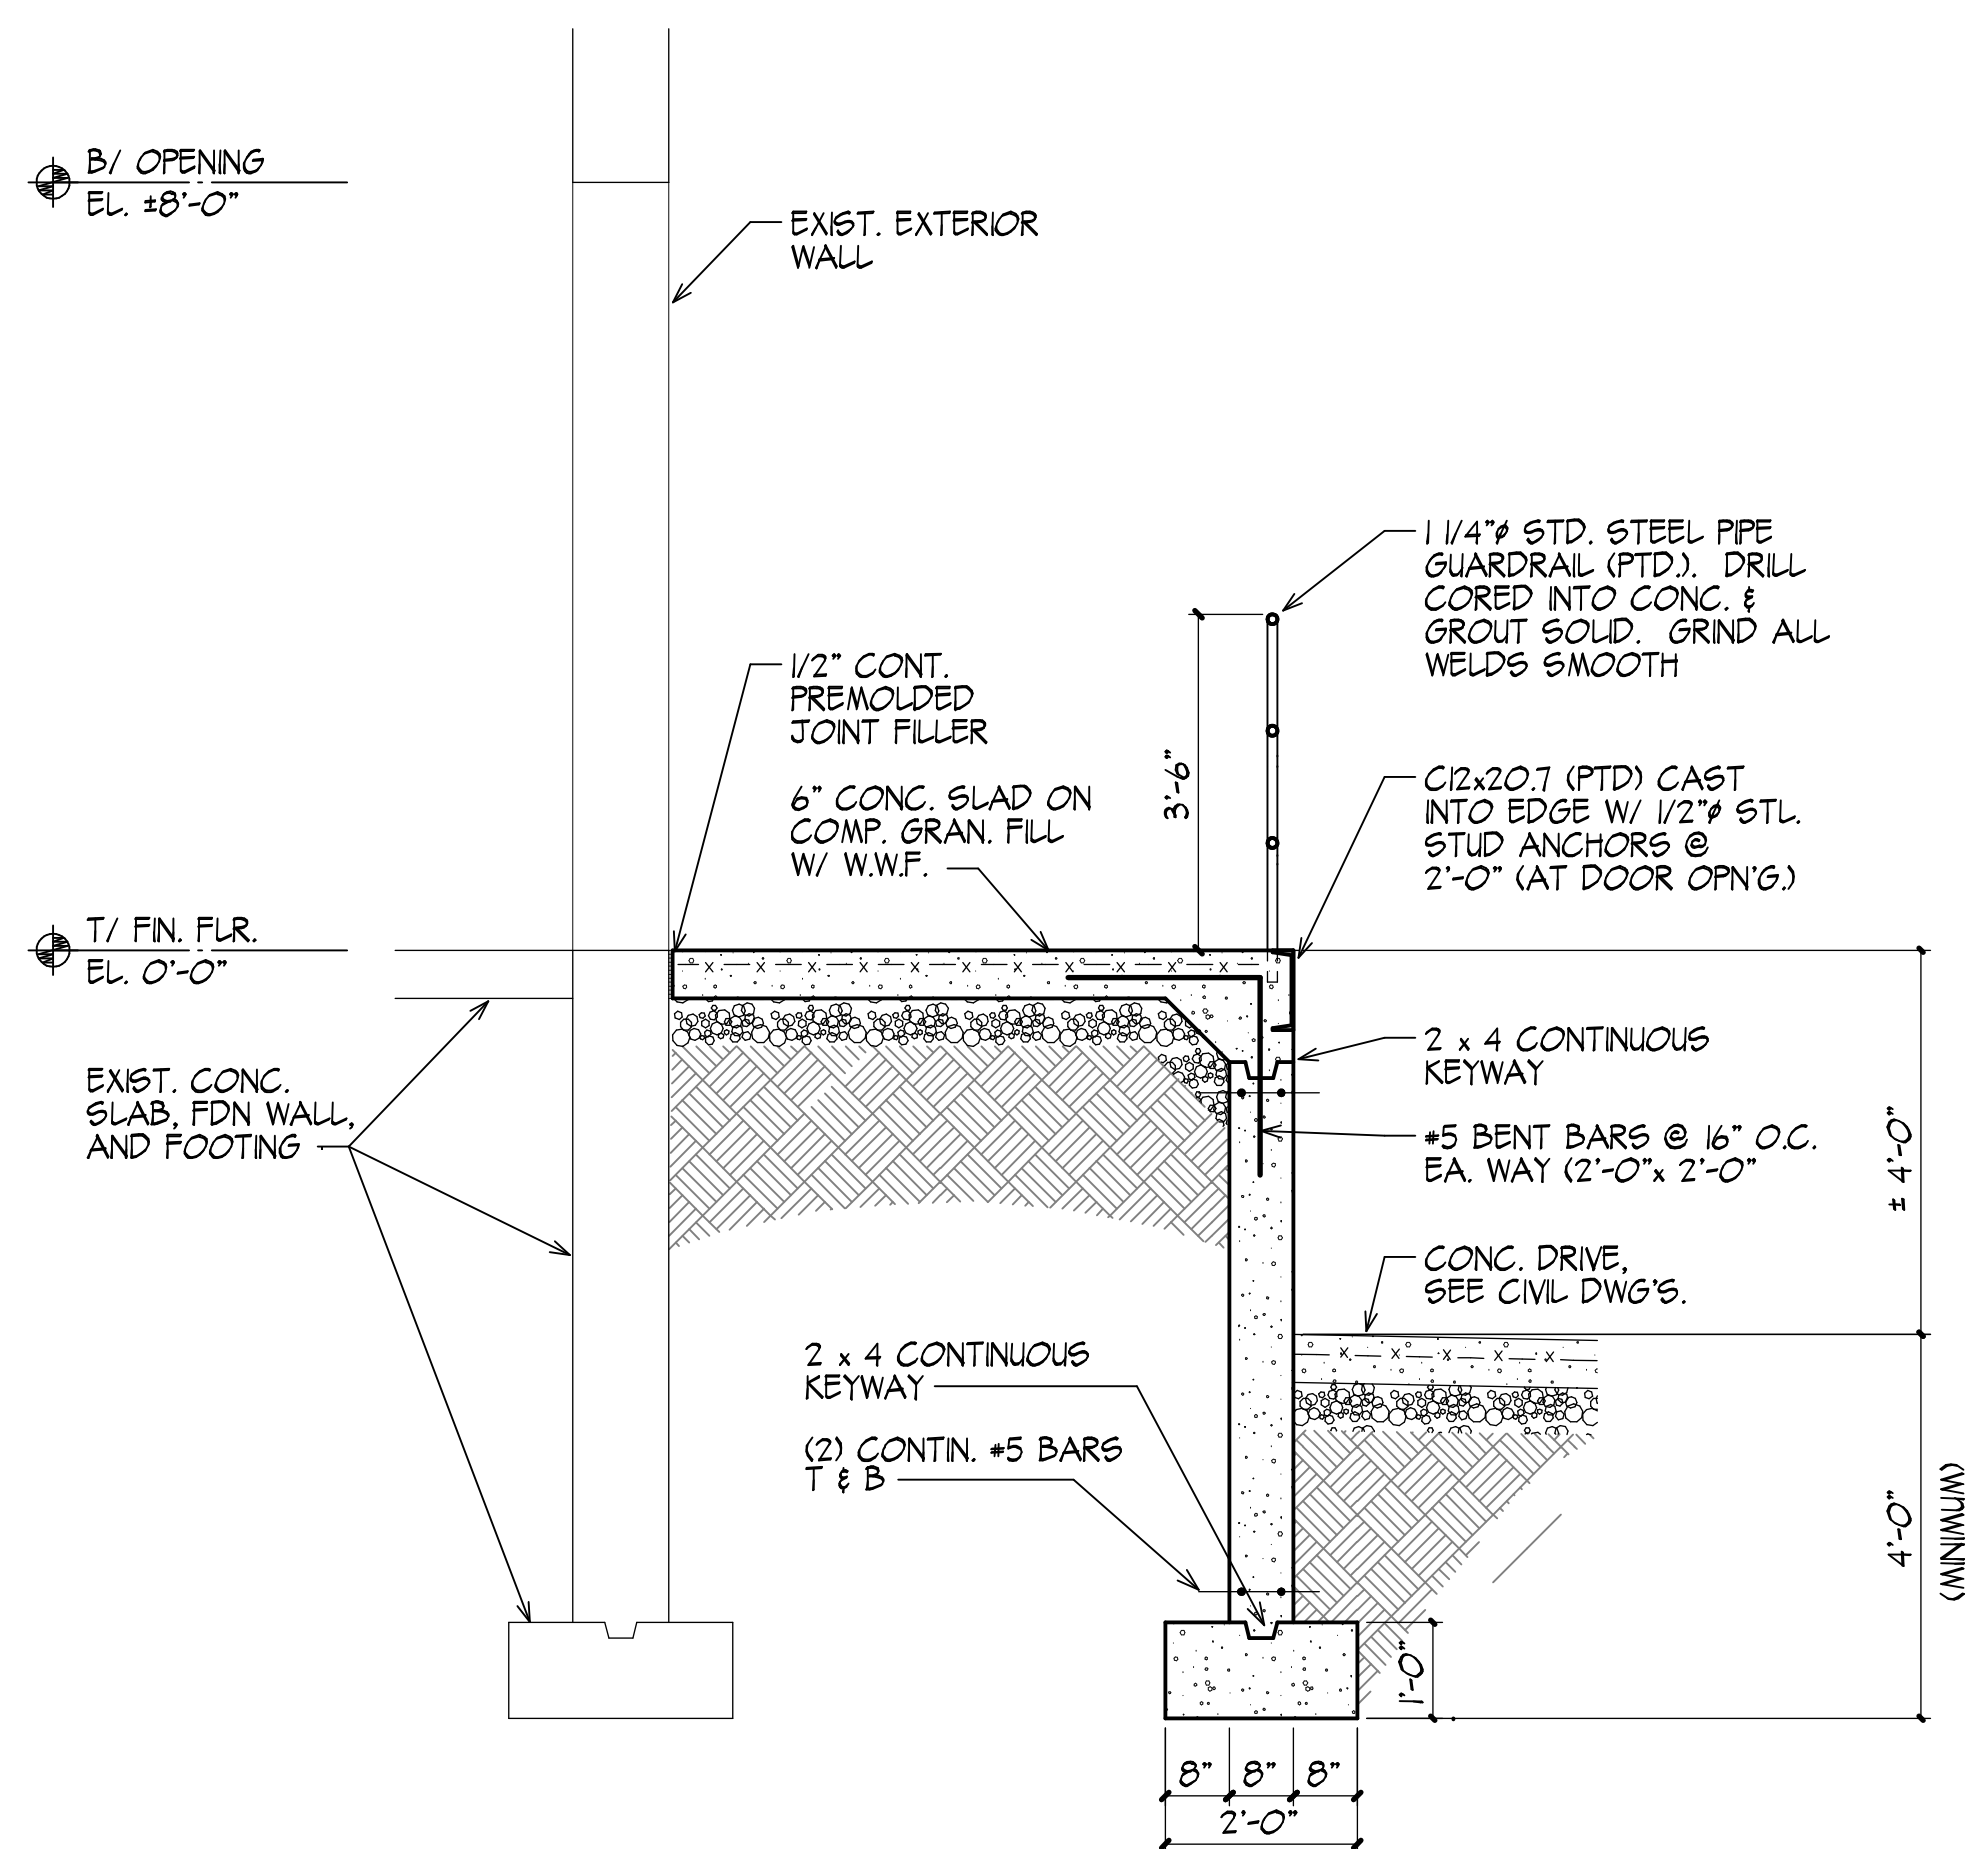 B/ OPENING
EL. ±8'-0"
EXIST. EXTERIOR
WALL
1 1/4"ø STD. STEEL PIPE
GUARDRAIL (PTD.). DRILL
CORED INTO CONC. &
GROUT SOLID. GRIND ALL
WELDS SMOOTH
1/2" CONT.
PREMOLDED
JOINT FILLER
3'-6"
6" CONC. SLAD ON
COMP. GRAN. FILL
W/ W.W.F.
C12x20.7 (PTD) CAST
INTO EDGE W/ 1/2"ø STL.
STUD ANCHORS @
2'-0" (AT DOOR OPN'G.)
T/ FIN. FLR.
EL. 0'-0"
2 x 4 CONTINUOUS
KEYWAY
EXIST. CONC.
SLAB, FDN WALL,
AND FOOTING
#5 BENT BARS @ 16" O.C.
EA. WAY (2'-0"x 2'-0"
± 4'-0"
CONC. DRIVE,
SEE CIVIL DWG'S.
2 x 4 CONTINUOUS
KEYWAY
(2) CONTIN. #5 BARS
T & B
4'-0"
(MINIMUM)
1'-0"
8" 8" 8"
2'-0"